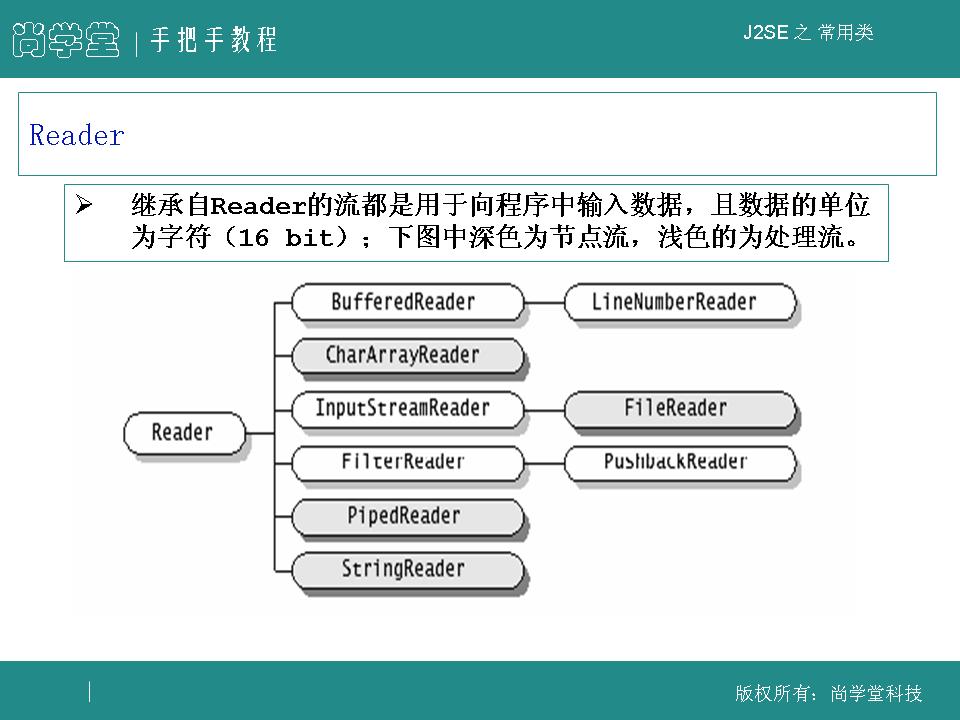 尚学堂 | 手把手教程
J2SE 之 常用类
Reader
➢ 继承自Reader的流都是用于向程序中输入数据，且数据的单位
为字符（16 bit）；下图中深色为节点流，浅色的为处理流。
BufferedReader LineNumberReader
CharArrayReader
InputStreamReader FileReader
Reader
FilterReader PushbackReader
PipedReader
StringReader
版权所有：尚学堂科技